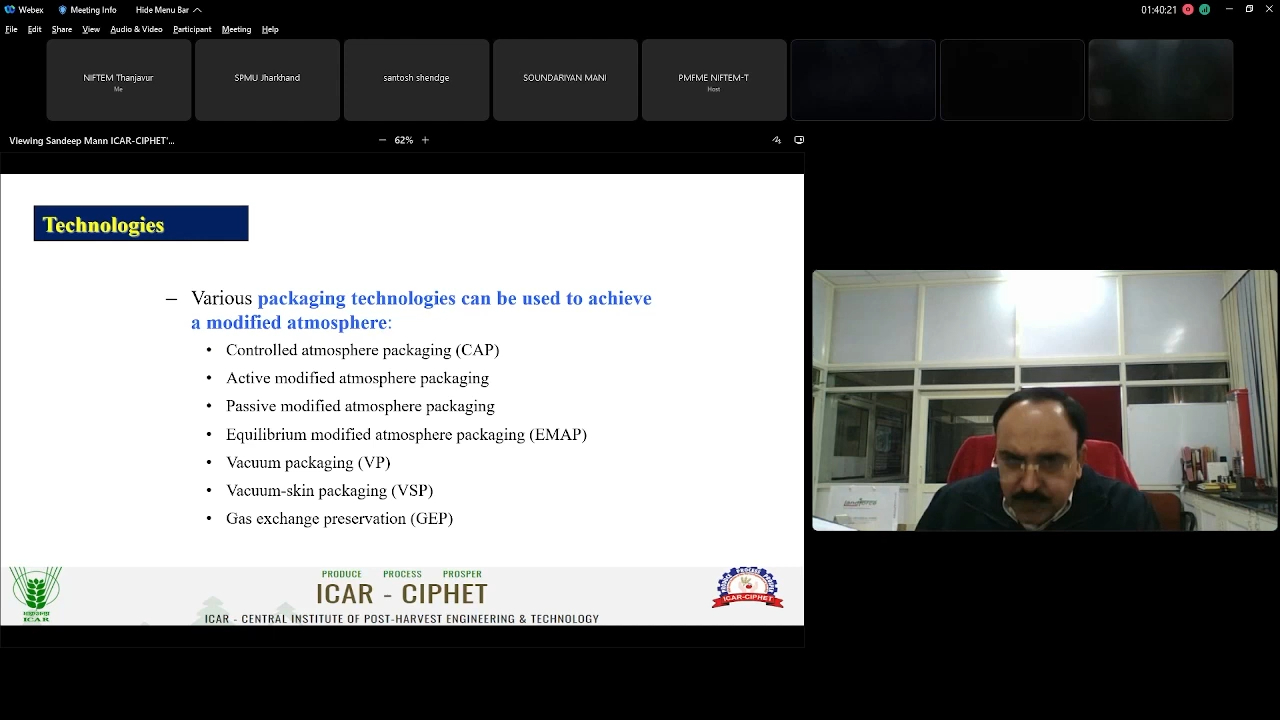 Webex Meeting Info Hide Menu Bar 01:40:21
File Edit Share View Audio & Video Participant Meeting Help
NIFTEM Thanjavur
Me
SPMU Jharkhand
santosh shendge
SOUNDARIYAN MANI
PMFME NIFTEM-T
Host
Viewing Sandeep Mann ICAR-CIPHET'... 62%
Technologies
– Various packaging technologies can be used to achieve
a modified atmosphere:
• Controlled atmosphere packaging (CAP)
• Active modified atmosphere packaging
• Passive modified atmosphere packaging
• Equilibrium modified atmosphere packaging (EMAP)
• Vacuum packaging (VP)
• Vacuum-skin packaging (VSP)
• Gas exchange preservation (GEP)
PRODUCE PROCESS PROSPER
ICAR - CIPHET
ICAR - CENTRAL INSTITUTE OF POST-HARVEST ENGINEERING & TECHNOLOGY
भाकृअनुप
ICAR
PRODUCE PROCESS PROSPER
ICAR-CIPHET